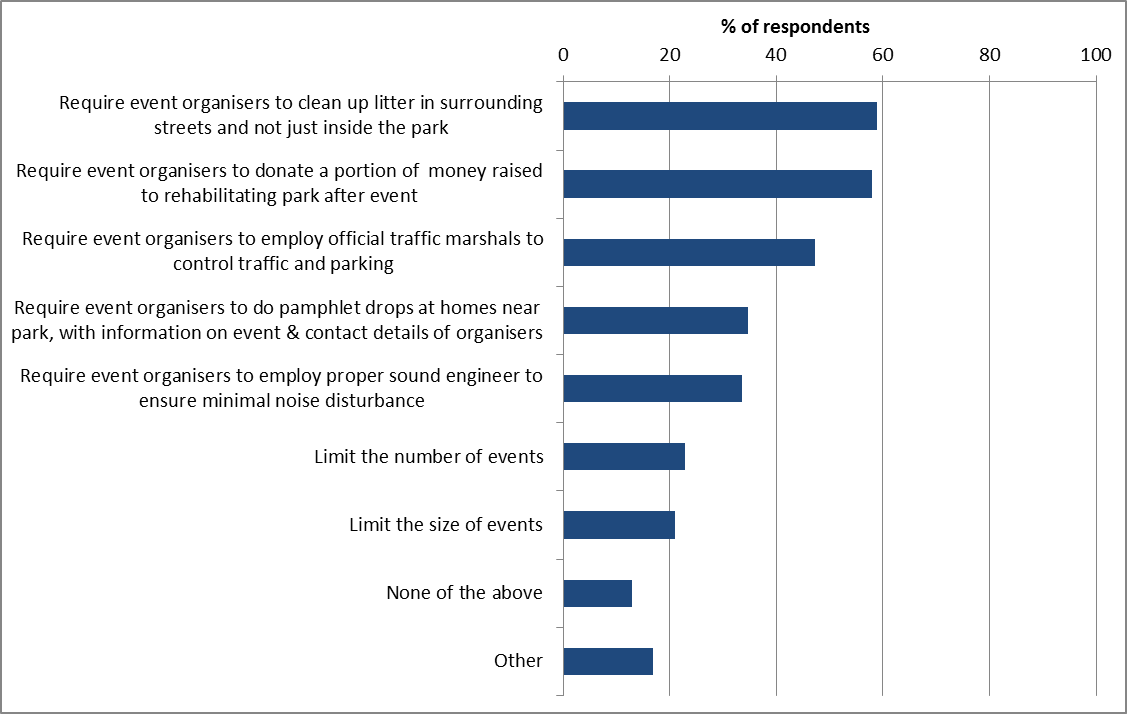 % of respondents
0 20 40 60 80 100
Require event organisers to clean up litter in surrounding
streets and not just inside the park
Require event organisers to donate a portion of money raised
to rehabilitating park after event
Require event organisers to employ official traffic marshals to
control traffic and parking
Require event organisers to do pamphlet drops at homes near
park, with information on event & contact details of organisers
Require event organisers to employ proper sound engineer to
ensure minimal noise disturbance
Limit the number of events
Limit the size of events
None of the above
Other